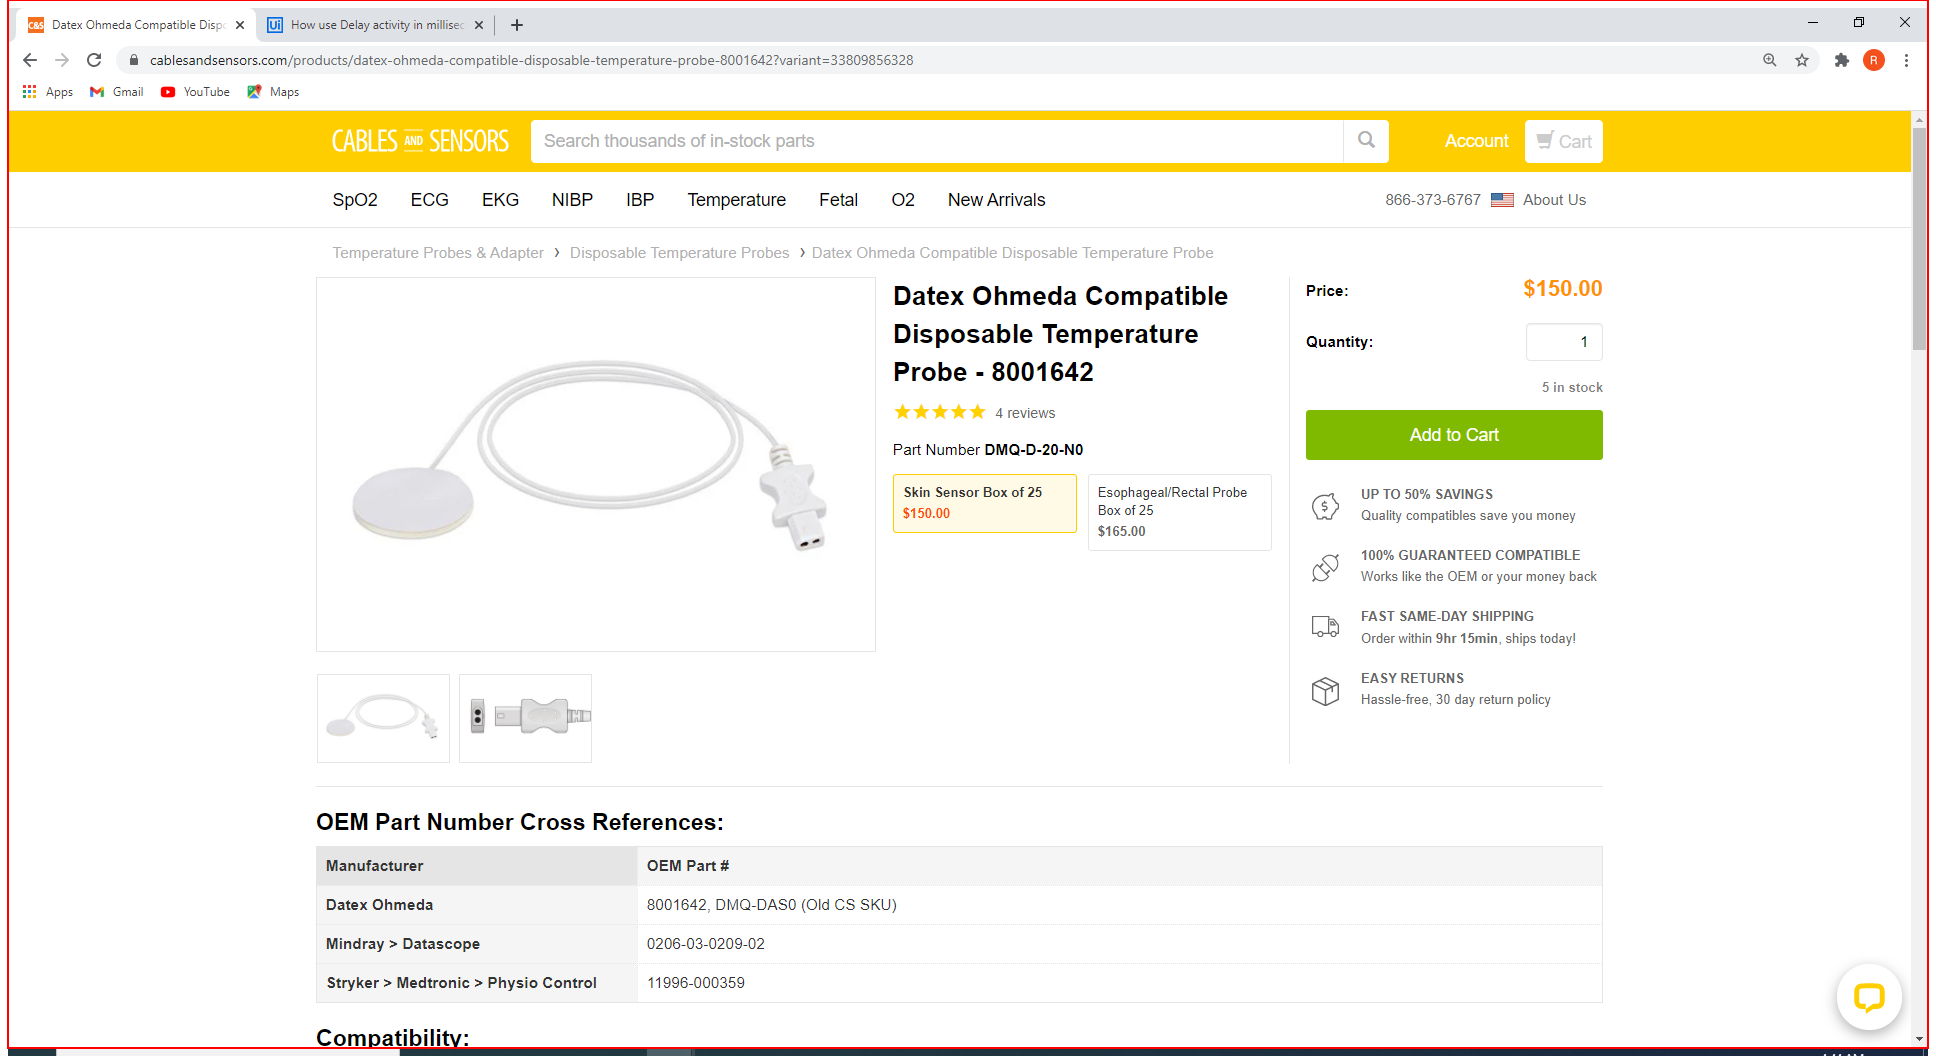 C&S Datex Ohmeda Compatible Disp
Ui How use Delay activity in millisec
cablesandsensors.com/products/datex-ohmeda-compatible-disposable-temperature-probe-8001642?variant=33809856328
R
Apps Gmail YouTube Maps
CABLES AND SENSORS
Search thousands of in-stock parts
Account Cart
SpO2 ECG EKG NIBP IBP Temperature Fetal O2 New Arrivals 866-373-6767 About Us
Temperature Probes & Adapter › Disposable Temperature Probes › Datex Ohmeda Compatible Disposable Temperature Probe
Datex Ohmeda Compatible
Disposable Temperature
Probe - 8001642
4 reviews
Part Number DMQ-D-20-N0
Skin Sensor Box of 25
$150.00
Esophageal/Rectal Probe
Box of 25
$165.00
Price: $150.00
Quantity: 1
5 in stock
Add to Cart
UP TO 50% SAVINGS
Quality compatibles save you money
100% GUARANTEED COMPATIBLE
Works like the OEM or your money back
FAST SAME-DAY SHIPPING
Order within 9hr 15min, ships today!
EASY RETURNS
Hassle-free, 30 day return policy
OEM Part Number Cross References:
Manufacturer OEM Part #
Datex Ohmeda 8001642, DMQ-DAS0 (Old CS SKU)
Mindray > Datascope 0206-03-0209-02
Stryker > Medtronic > Physio Control 11996-000359
Compatibility: